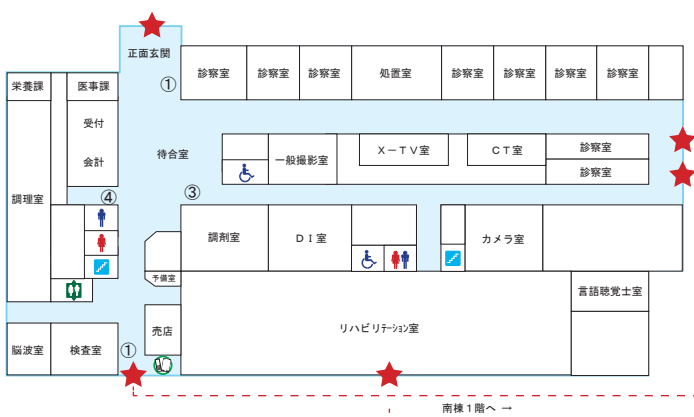 正面玄関
①
診察室
診察室
診察室
処置室
診察室
診察室
診察室
診察室
栄養課
医事課
受付
会計
待合室
一般撮影室
X－TV室
CT室
診察室
診察室
調理室
④
③
調剤室
DI室
カメラ室
予備室
言語聴覚士室
売店
リハビリテーション室
脳波室
検査室
①
南棟1階へ →